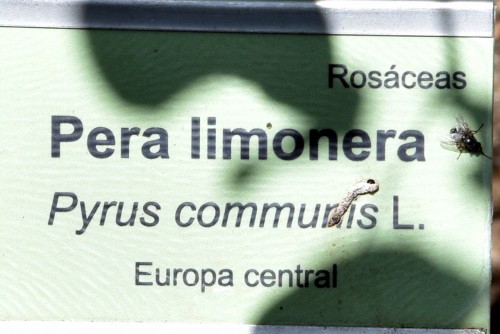 Rosáceas
Pera limonera
Pyrus communis L.
Europa central